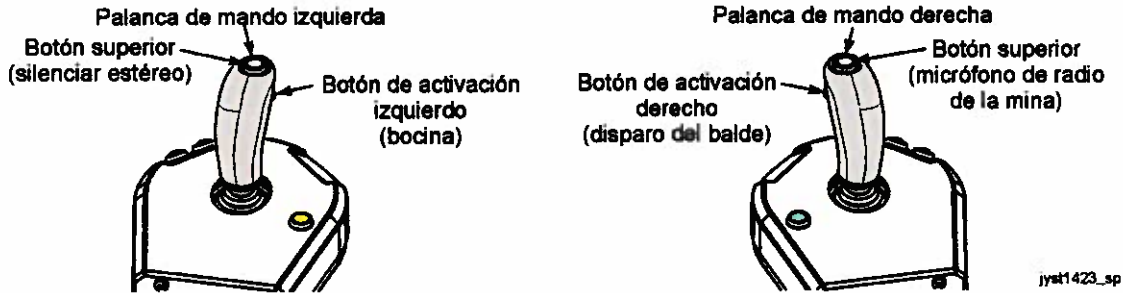 Palanca de mando izquierda
Botón superior
(silenciar estéreo)
Botón de activación
izquierdo
(bocina)
Palanca de mando derecha
Botón de activación
derecho
(disparo del balde)
Botón superior
(micrófono de radio
de la mina)
jyst1423_sp